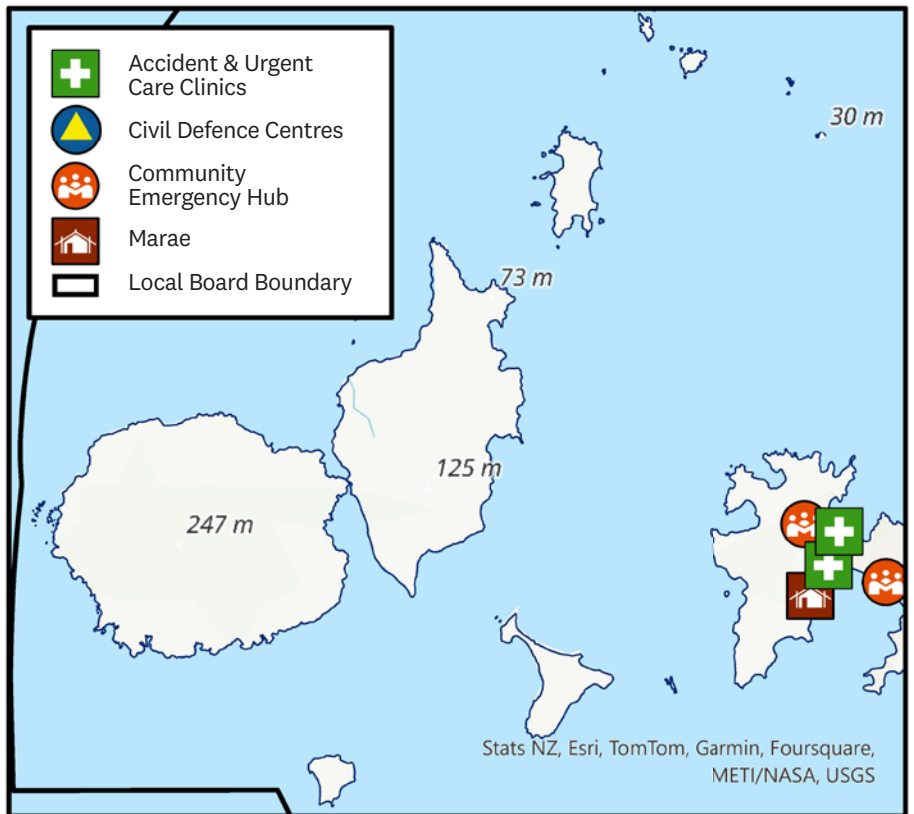 Accident & Urgent
Care Clinics
Civil Defence Centres
Community
Emergency Hub
Marae
Local Board Boundary
30 m
73 m
125 m
247 m
Stats NZ, Esri, TomTom, Garmin, Foursquare,
METI/NASA, USGS